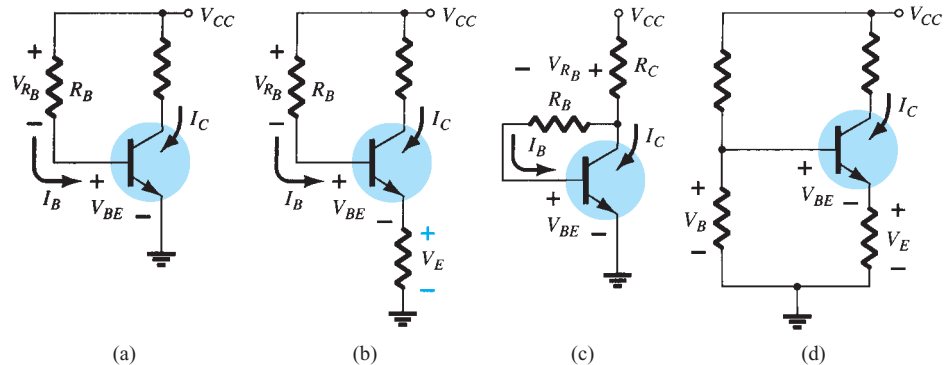 V_CC
+
V_RB
R_B
−
I_C
I_B
+
V_BE
−
(a)
V_CC
+
V_RB
R_B
−
I_C
I_B
+
V_BE
−
+
V_E
−
(b)
V_CC
− V_RB +
R_C
R_B
I_C
I_B
+
V_BE
−
(c)
V_CC
I_C
+
V_BE
−
+
V_B
−
+
V_E
−
(d)